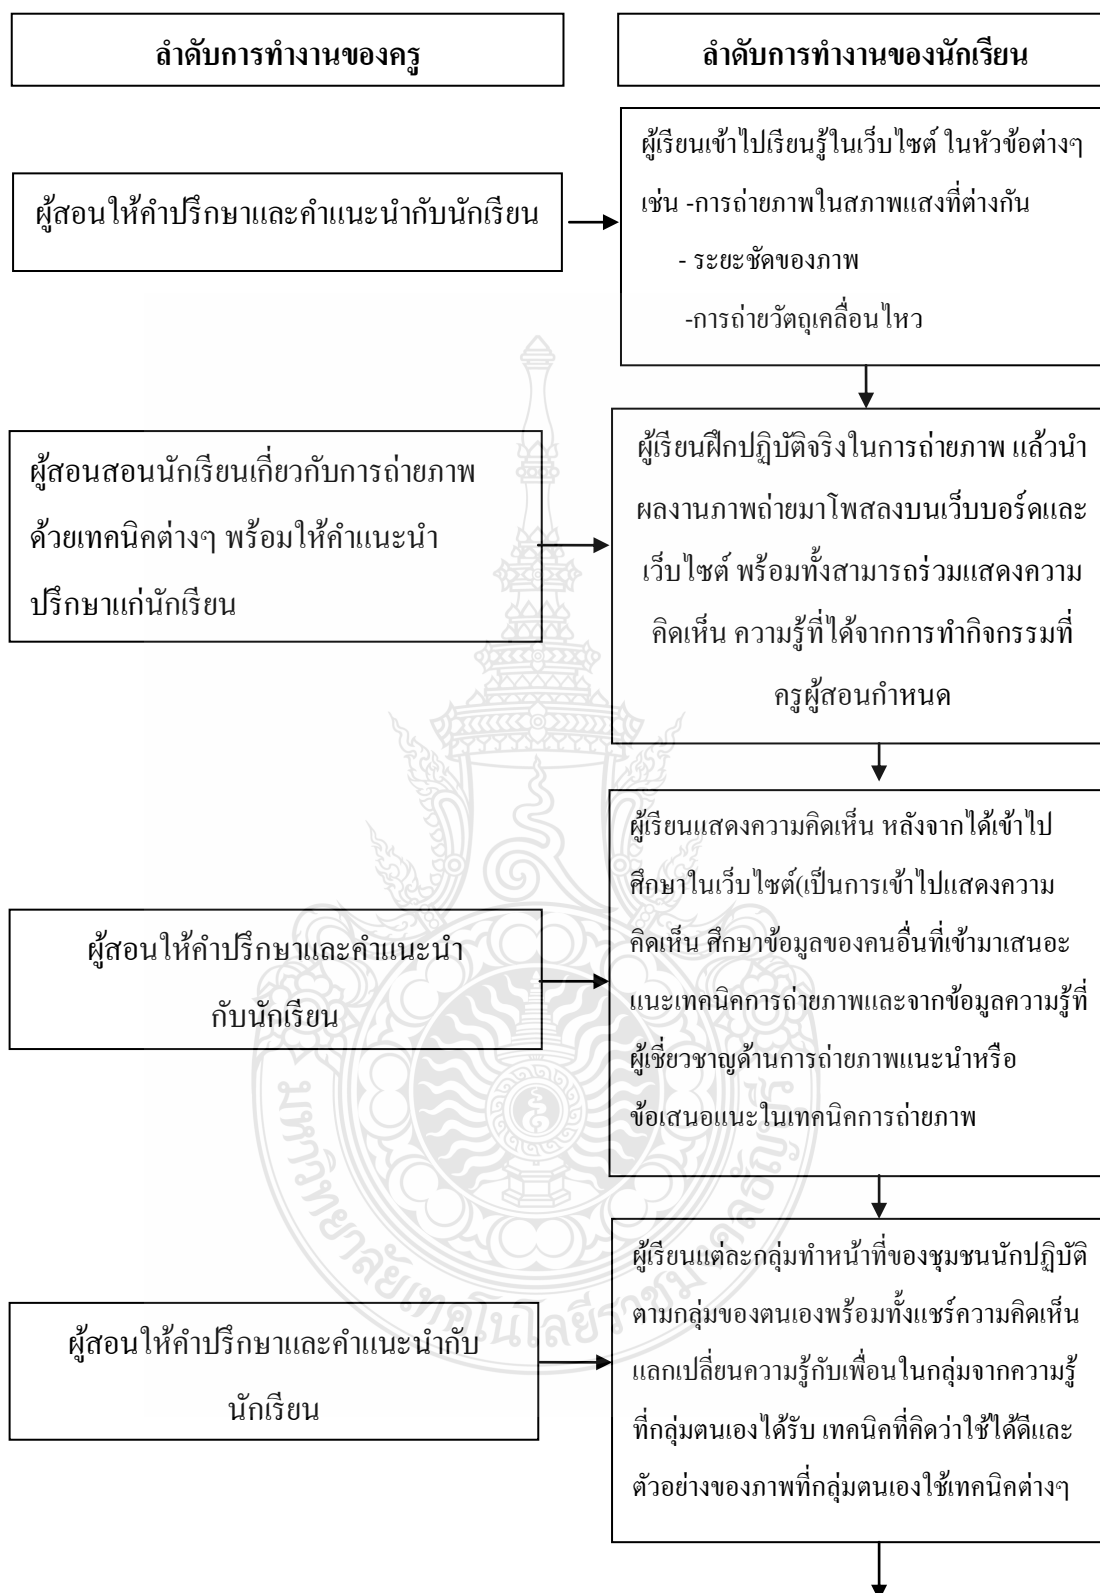 ลำดับการทำงานของครู
ลำดับการทำงานของนักเรียน
ผู้สอนให้คำปรึกษาและคำแนะนำกับนักเรียน
ผู้เรียนเข้าไปเรียนรู้ในเว็บไซต์ ในหัวข้อต่างๆ
เช่น -การถ่ายภาพในสภาพแสงที่ต่างกัน
- ระยะชัดของภาพ
-การถ่ายวัตถุเคลื่อนไหว
ผู้สอนสอนนักเรียนเกี่ยวกับการถ่ายภาพ
ด้วยเทคนิคต่างๆ พร้อมให้คำแนะนำ
ปรึกษาแก่นักเรียน
ผู้เรียนฝึกปฏิบัติจริงในการถ่ายภาพ แล้วนำ
ผลงานภาพถ่ายมาโพสลงบนเว็บบอร์ดและ
เว็บไซต์ พร้อมทั้งสามารถร่วมแสดงความ
คิดเห็น ความรู้ที่ได้จากการทำกิจกรรมที่
ครูผู้สอนกำหนด
ผู้สอนให้คำปรึกษาและคำแนะนำ
กับนักเรียน
ผู้เรียนแสดงความคิดเห็น หลังจากได้เข้าไป
ศึกษาในเว็บไซต์(เป็นการเข้าไปแสดงความ
คิดเห็น ศึกษาข้อมูลของคนอื่นที่เข้ามาเสนอะ
แนะเทคนิคการถ่ายภาพและจากข้อมูลความรู้ที่
ผู้เชี่ยวชาญด้านการถ่ายภาพแนะนำหรือ
ข้อเสนอแนะในเทคนิคการถ่ายภาพ
ผู้สอนให้คำปรึกษาและคำแนะนำกับ
นักเรียน
ผู้เรียนแต่ละกลุ่มทำหน้าที่ของชุมชนนักปฏิบัติ
ตามกลุ่มของตนเองพร้อมทั้งแชร์ความคิดเห็น
แลกเปลี่ยนความรู้กับเพื่อนในกลุ่มจากความรู้
ที่กลุ่มตนเองได้รับ เทคนิคที่คิดว่าใช้ได้ดีและ
ตัวอย่างของภาพที่กลุ่มตนเองใช้เทคนิคต่างๆ
มหาวิทยาลัยเทคโนโลยีราชมงคลธัญบุรี